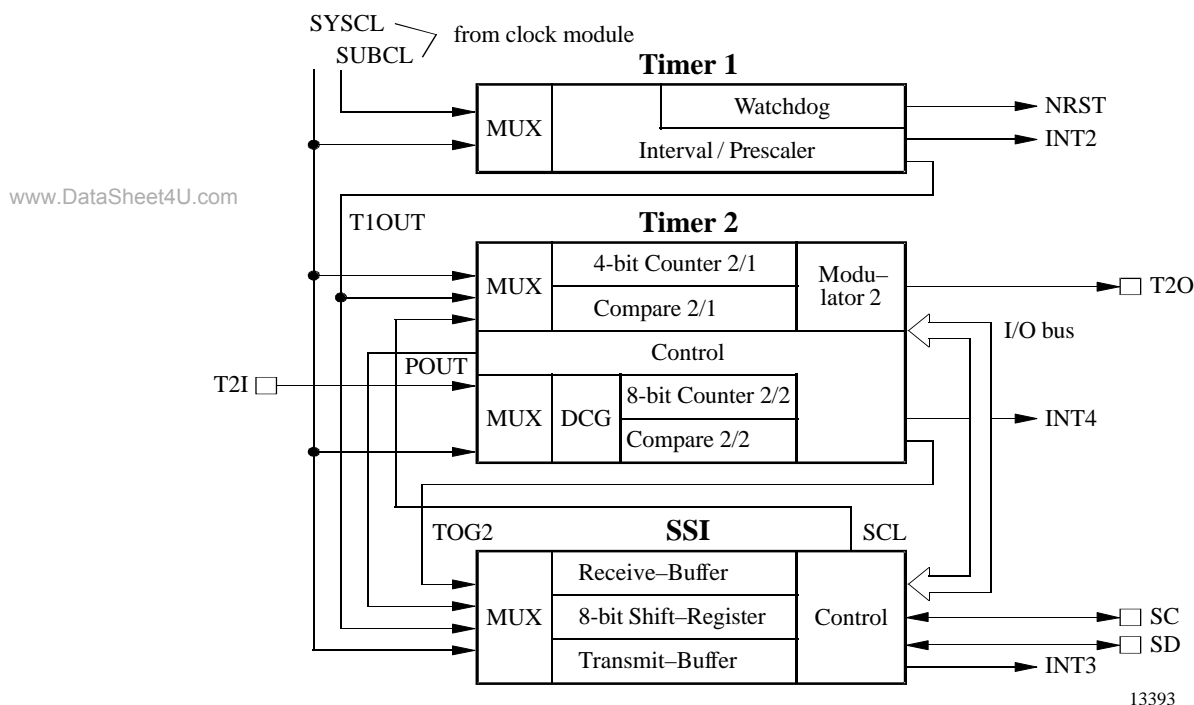 SYSCL
from clock module
SUBCL
Timer 1
Watchdog
NRST
MUX
INT2
Interval / Prescaler
www.DataSheet4U.com
T1OUT
Timer 2
4-bit Counter 2/1
Modu–
lator 2
MUX
T2O
Compare 2/1
I/O bus
Control
POUT
T2I
8-bit Counter 2/2
MUX
DCG
INT4
Compare 2/2
TOG2
SSI
SCL
Receive–Buffer
MUX
8-bit Shift–Register
Control
SC
SD
Transmit–Buffer
INT3
13393